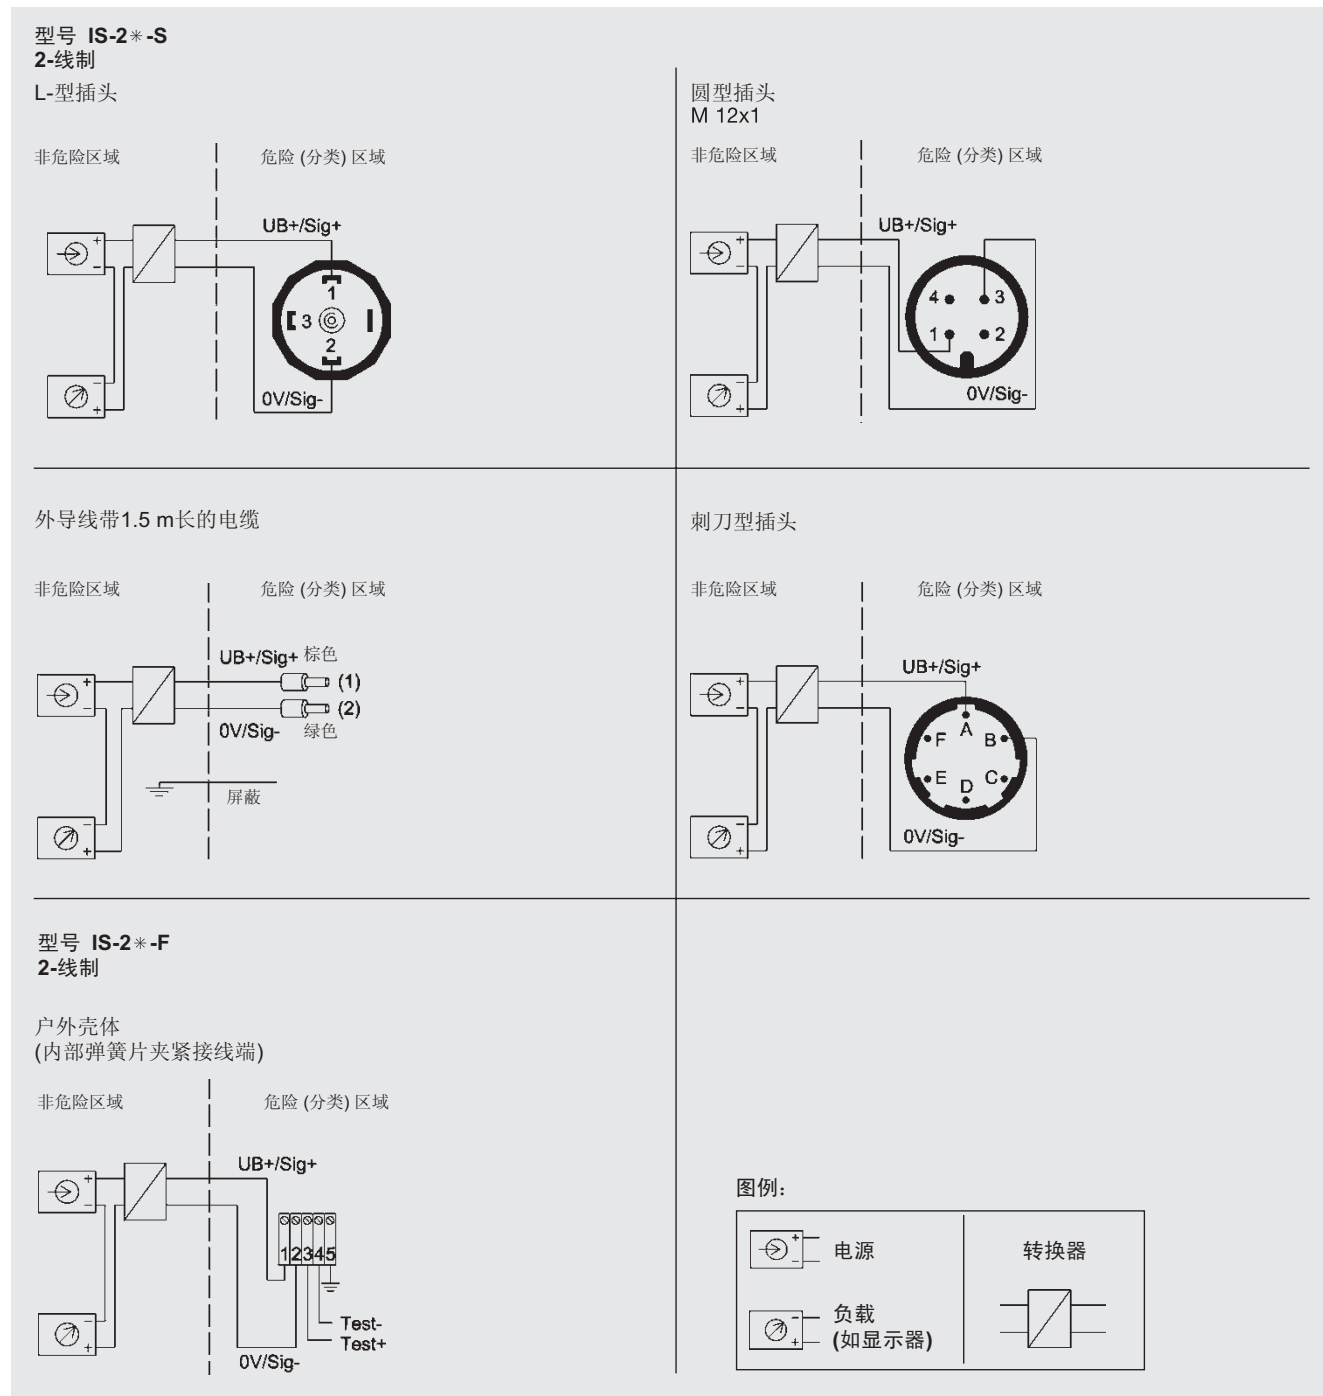 型号 IS-2✳-S
2-线制
L-型插头
非危险区域
危险 (分类) 区域
UB+/Sig+
+
−
1
3
2
−
+
0V/Sig-
圆型插头
M 12x1
非危险区域
危险 (分类) 区域
UB+/Sig+
+
−
4
3
1
2
−
+
0V/Sig-
外导线带1.5 m长的电缆
非危险区域
危险 (分类) 区域
UB+/Sig+ 棕色
+
−
(1)
(2)
0V/Sig- 绿色
屏蔽
−
+
刺刀型插头
非危险区域
危险 (分类) 区域
UB+/Sig+
+
−
A
F
B
E
C
D
−
+
0V/Sig-
型号 IS-2✳-F
2-线制
户外壳体
(内部弹簧片夹紧接线端)
非危险区域
危险 (分类) 区域
UB+/Sig+
+
−
12345
−
+
Test-
Test+
0V/Sig-
图例:
+
−
电源
转换器
−
+
负载
(如显示器)